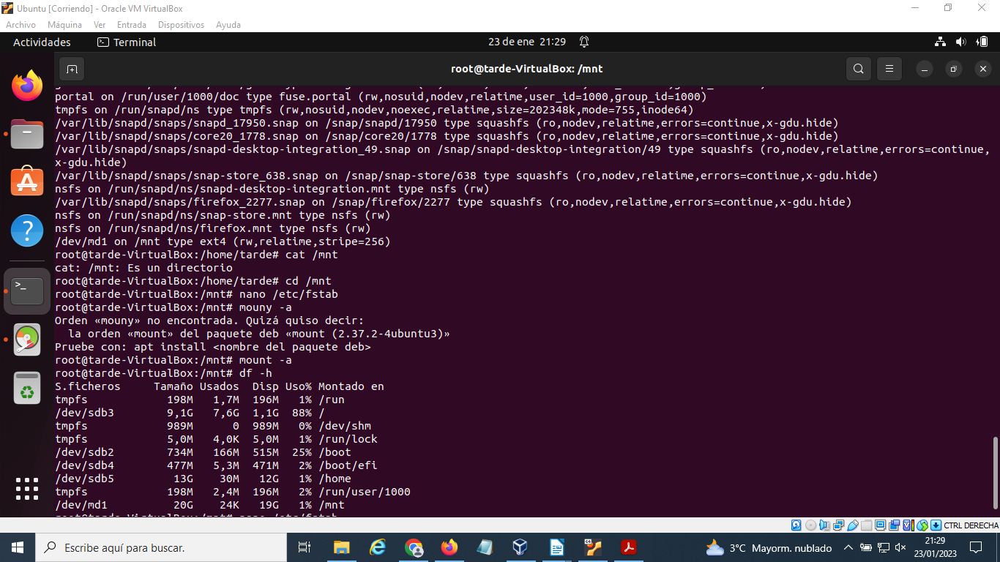 Ubuntu [Corriendo] - Oracle VM VirtualBox
Archivo Máquina Ver Entrada Dispositivos Ayuda
Actividades Terminal 23 de ene 21:29
root@tarde-VirtualBox: /mnt
portal on /run/user/1000/doc type fuse.portal (rw,nosuid,nodev,relatime,user_id=1000,group_id=1000)
tmpfs on /run/snapd/ns type tmpfs (rw,nosuid,nodev,noexec,relatime,size=202348k,mode=755,inode64)
/var/lib/snapd/snaps/snapd_17950.snap on /snap/snapd/17950 type squashfs (ro,nodev,relatime,errors=continue,x-gdu.hide)
/var/lib/snapd/snaps/core20_1778.snap on /snap/core20/1778 type squashfs (ro,nodev,relatime,errors=continue,x-gdu.hide)
/var/lib/snapd/snaps/snapd-desktop-integration_49.snap on /snap/snapd-desktop-integration/49 type squashfs (ro,nodev,relatime,errors=continue,
x-gdu.hide)
/var/lib/snapd/snaps/snap-store_638.snap on /snap/snap-store/638 type squashfs (ro,nodev,relatime,errors=continue,x-gdu.hide)
nsfs on /run/snapd/ns/snapd-desktop-integration.mnt type nsfs (rw)
/var/lib/snapd/snaps/firefox_2277.snap on /snap/firefox/2277 type squashfs (ro,nodev,relatime,errors=continue,x-gdu.hide)
nsfs on /run/snapd/ns/snap-store.mnt type nsfs (rw)
nsfs on /run/snapd/ns/firefox.mnt type nsfs (rw)
/dev/md1 on /mnt type ext4 (rw,relatime,stripe=256)
root@tarde-VirtualBox:/home/tarde# cat /mnt
cat: /mnt: Es un directorio
root@tarde-VirtualBox:/home/tarde# cd /mnt
root@tarde-VirtualBox:/mnt# nano /etc/fstab
root@tarde-VirtualBox:/mnt# mouny -a
Orden «mouny» no encontrada. Quizá quiso decir:
la orden «mount» del paquete deb «mount (2.37.2-4ubuntu3)»
Pruebe con: apt install <nombre del paquete deb>
root@tarde-VirtualBox:/mnt# mount -a
root@tarde-VirtualBox:/mnt# df -h
S.ficheros Tamaño Usados Disp Uso% Montado en
tmpfs 198M 1,7M 196M 1% /run
/dev/sdb3 9,1G 7,6G 1,1G 88% /
tmpfs 989M 0 989M 0% /dev/shm
tmpfs 5,0M 4,0K 5,0M 1% /run/lock
/dev/sdb2 734M 166M 515M 25% /boot
/dev/sdb4 477M 5,3M 471M 2% /boot/efi
/dev/sdb5 13G 30M 12G 1% /home
tmpfs 198M 2,4M 196M 2% /run/user/1000
/dev/md1 20G 24K 19G 1% /mnt
root@tarde-VirtualBox:/mnt# nano /etc/fstab
CTRL DERECHA
Escribe aquí para buscar.
3°C Mayorm. nublado
21:29
23/01/2023